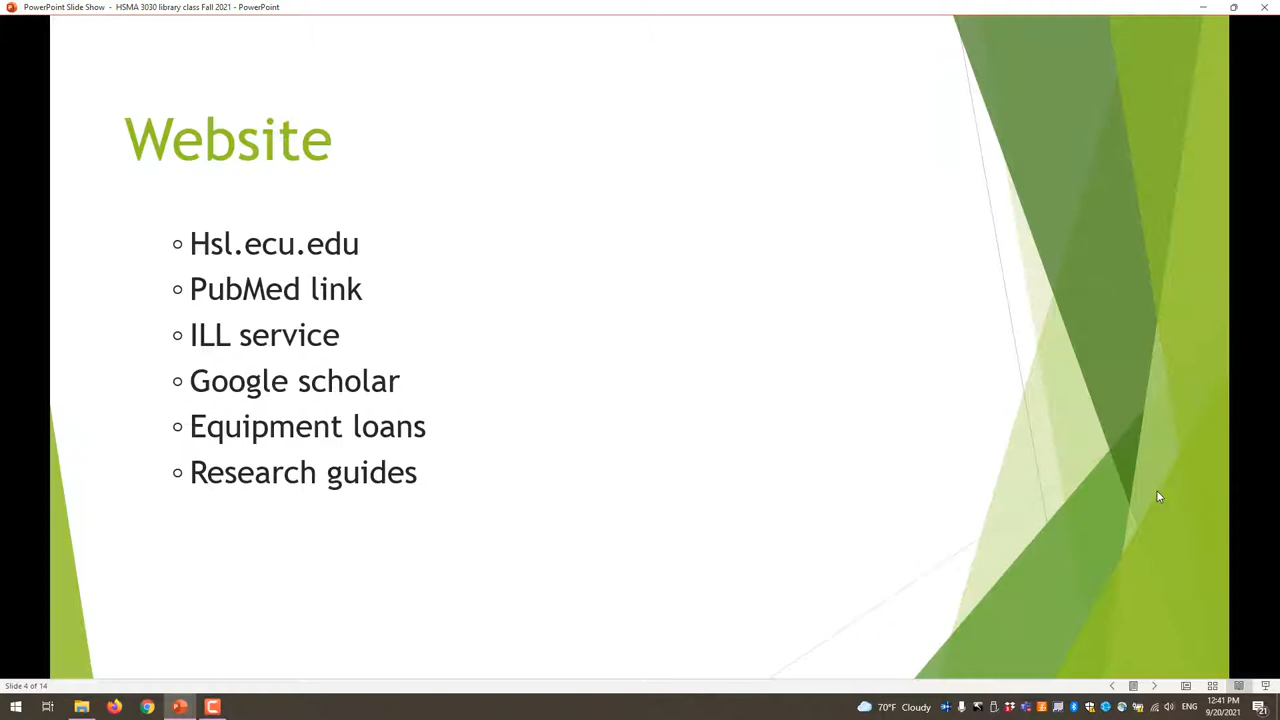 PowerPoint Slide Show - HSMA 3030 library class Fall 2021 - PowerPoint
Website
Hsl.ecu.edu
PubMed link
ILL service
Google scholar
Equipment loans
Research guides
Slide 4 of 14
70°F Cloudy
ENG
12:41 PM
9/20/2021